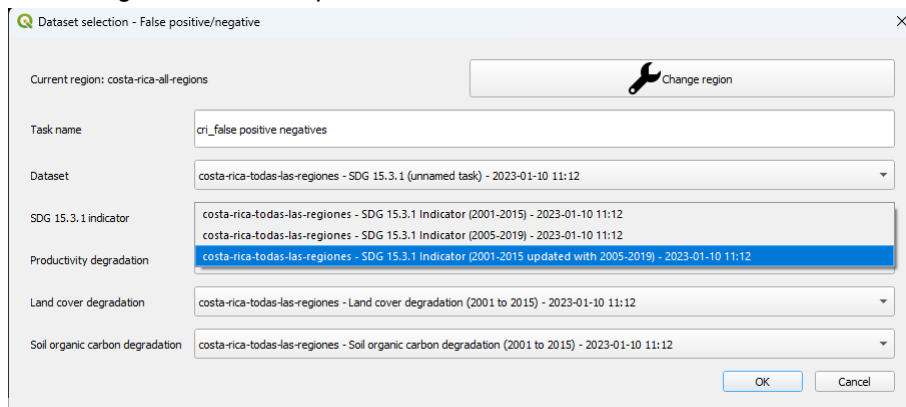 Dataset selection - False positive/negative
Current region: costa-rica-all-regions
Change region
Task name
cri_false positive negatives
Dataset
costa-rica-todas-las-regiones - SDG 15.3.1 (unnamed task) - 2023-01-10 11:12
SDG 15.3.1 indicator
costa-rica-todas-las-regiones - SDG 15.3.1 Indicator (2001-2015) - 2023-01-10 11:12
costa-rica-todas-las-regiones - SDG 15.3.1 Indicator (2005-2019) - 2023-01-10 11:12
costa-rica-todas-las-regiones - SDG 15.3.1 Indicator (2001-2015 updated with 2005-2019) - 2023-01-10 11:12
Productivity degradation
Land cover degradation
costa-rica-todas-las-regiones - Land cover degradation (2001 to 2015) - 2023-01-10 11:12
Soil organic carbon degradation
costa-rica-todas-las-regiones - Soil organic carbon degradation (2001 to 2015) - 2023-01-10 11:12
OK
Cancel